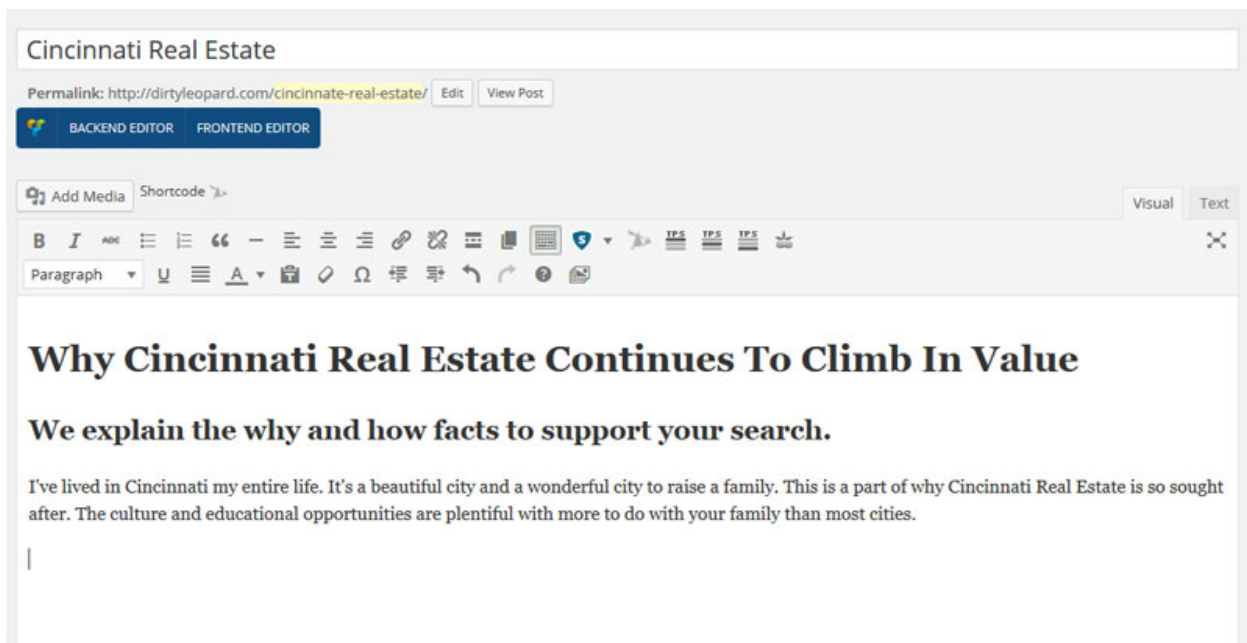 Cincinnati Real Estate
Permalink: http://dirtyleopard.com/cincinnate-real-estate/ Edit View Post
BACKEND EDITOR FRONTEND EDITOR
Add Media Shortcode
Visual Text
B I ABC TPS TPS TPS
Paragraph U A Ω
Why Cincinnati Real Estate Continues To Climb In Value
We explain the why and how facts to support your search.
I've lived in Cincinnati my entire life. It's a beautiful city and a wonderful city to raise a family. This is a part of why Cincinnati Real Estate is so sought
after. The culture and educational opportunities are plentiful with more to do with your family than most cities.